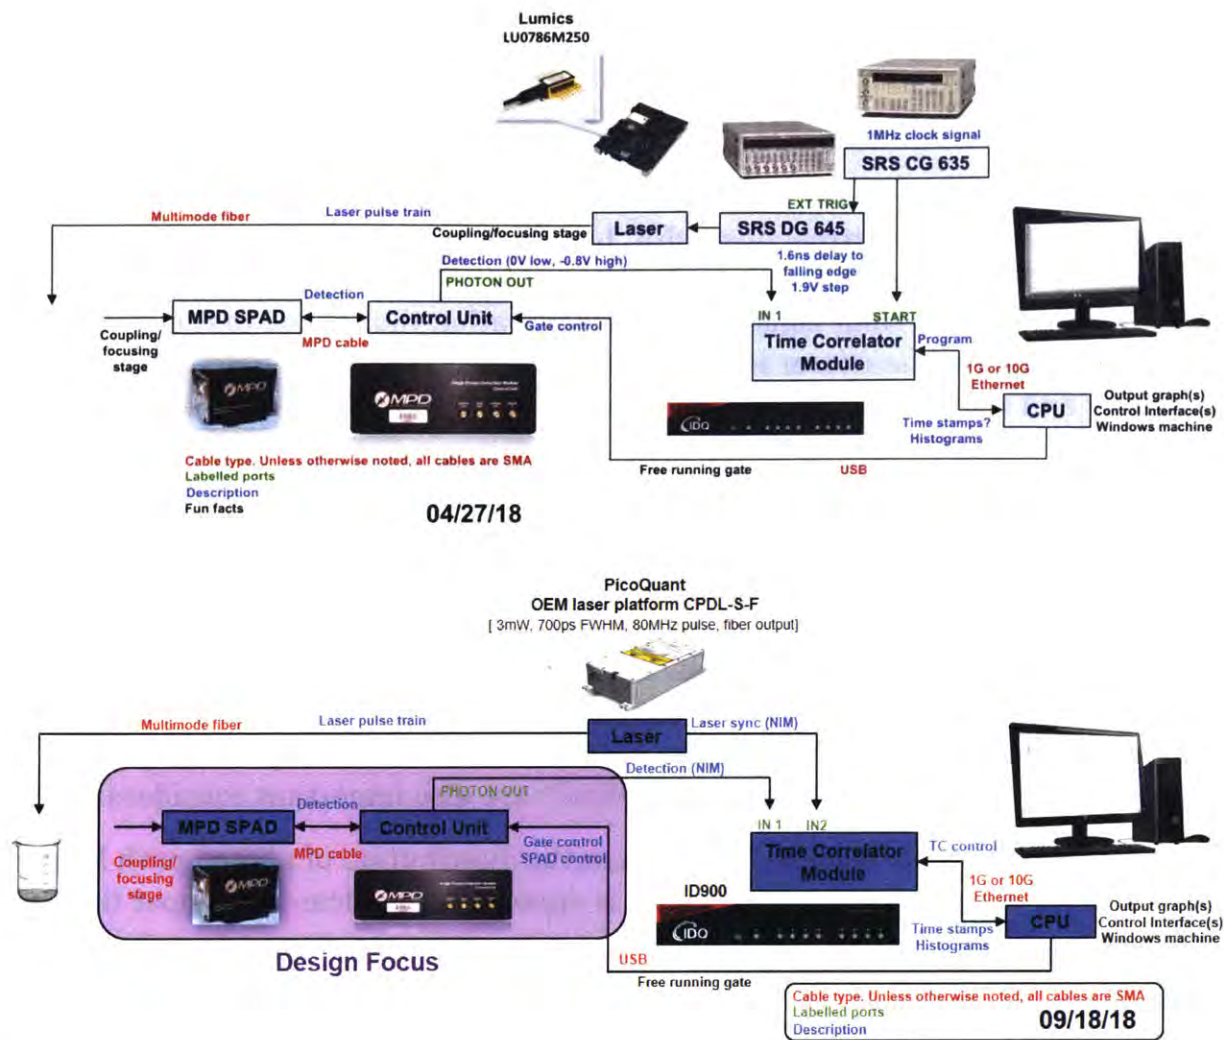 Lumics
LU0786M250
1MHz clock signal
SRS CG 635
EXT TRIG
Multimode fiber
Laser pulse train
Coupling/focusing stage
Laser
SRS DG 645
Detection (0V low, -0.8V high)
PHOTON OUT
1.6ns delay to
falling edge
1.9V step
Detection
MPD SPAD
Control Unit
Gate control
IN 1
START
Coupling/
focusing
stage
MPD cable
Time Correlator
Module
Program
1G or 10G
Ethernet
MPD
MPD
IDQ
CPU
Output graph(s)
Control Interface(s)
Windows machine
Time stamps?
Histograms
Cable type. Unless otherwise noted, all cables are SMA
Labelled ports
Description
Fun facts
Free running gate
USB
04/27/18
PicoQuant
OEM laser platform CPDL-S-F
[ 3mW, 700ps FWHM, 80MHz pulse, fiber output]
Multimode fiber
Laser pulse train
Laser
Laser sync (NIM)
Detection (NIM)
PHOTON OUT
Detection
MPD SPAD
Control Unit
Gate control
SPAD control
IN 1
IN2
Coupling/
focusing
stage
MPD cable
Time Correlator
Module
TC control
1G or 10G
Ethernet
MPD
MPD
ID900
IDQ
CPU
Output graph(s)
Control Interface(s)
Windows machine
Time stamps
Histograms
Design Focus
USB
Free running gate
Cable type. Unless otherwise noted, all cables are SMA
Labelled ports
Description
09/18/18